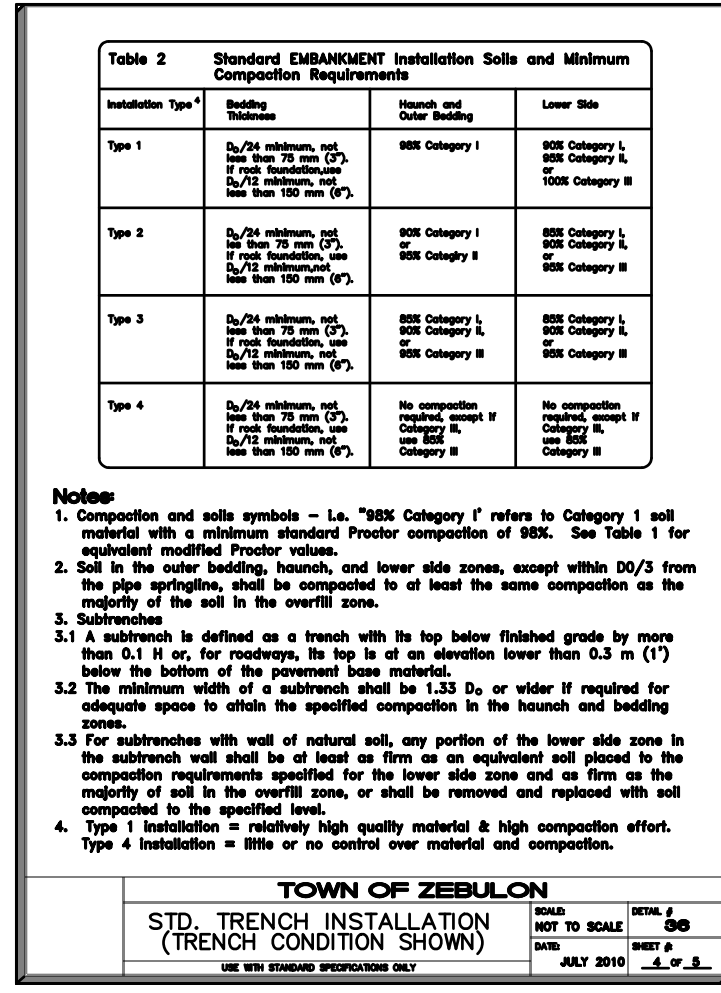 Table 2 Standard EMBANKMENT Installation Soils and Minimum
Compaction Requirements
Installation Type 4
Bedding
Thickness
Haunch and
Outer Bedding
Lower Side
Type 1
Do/24 minimum, not
less than 75 mm (3").
If rock foundation,use
Do/12 minimum, not
less than 150 mm (6").
98% Category I
90% Category I,
95% Category II,
or
100% Category III
Type 2
Do/24 minimum, not
les than 75 mm (3").
If rock foundation, use
Do/12 minimum,not
less than 150 mm (6").
90% Category I
or
95% Categiry II
85% Category I,
90% Category II,
or
95% Category III
Type 3
Do/24 minimum, not
less than 75 mm (3").
If rock foundation, use
Do/12 minimum, not
less than 150 mm (6").
85% Category I,
90% Category II,
or
95% Category III
85% Category I,
90% Category II,
or
95% Category III
Type 4
Do/24 minimum, not
less than 75 mm (3").
If rock foundation, use
Do/12 minimum, not
less than 150 mm (6").
No compaction
required, except if
Category III,
use 85%
Category III
No compaction
required, except if
Category III,
use 85%
Category III
Notes:
1. Compaction and soils symbols – i.e. "98% Category I' refers to Category 1 soil
material with a minimum standard Proctor compaction of 98%. See Table 1 for
equivalent modified Proctor values.
2. Soil in the outer bedding, haunch, and lower side zones, except within D0/3 from
the pipe springline, shall be compacted to at least the same compaction as the
majority of the soil in the overfill zone.
3. Subtrenches
3.1 A subtrench is defined as a trench with its top below finished grade by more
than 0.1 H or, for roadways, its top is at an elevation lower than 0.3 m (1')
below the bottom of the pavement base material.
3.2 The minimum width of a subtrench shall be 1.33 Do or wider if required for
adequate space to attain the specified compaction in the haunch and bedding
zones.
3.3 For subtrenches with wall of natural soil, any portion of the lower side zone in
the subtrench wall shall be at least as firm as an equivalent soil placed to the
compaction requirements specified for the lower side zone and as firm as the
majority of soil in the overfill zone, or shall be removed and replaced with soil
compacted to the specified level.
4. Type 1 installation = relatively high quality material & high compaction effort.
Type 4 installation = little or no control over material and compaction.
TOWN OF ZEBULON
STD. TRENCH INSTALLATION
(TRENCH CONDITION SHOWN)
USE WITH STANDARD SPECIFICATIONS ONLY
SCALE:
NOT TO SCALE
DETAIL #
36
DATE:
JULY 2010
SHEET #:
4 OF 5